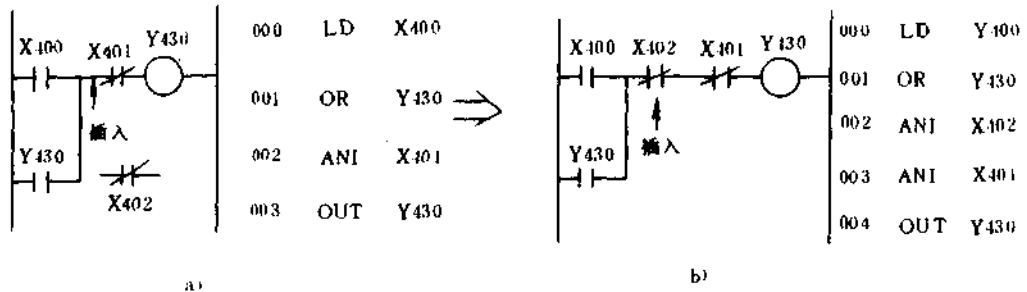 X400 X401 Y430
插入
Y430
X402
000 LD X400
001 OR Y430
002 ANI X401
003 OUT Y430
a)
X400 X402 X401 Y430
插入
Y430
000 LD Y400
001 OR Y430
002 ANI X402
003 ANI X401
004 OUT Y430
b)